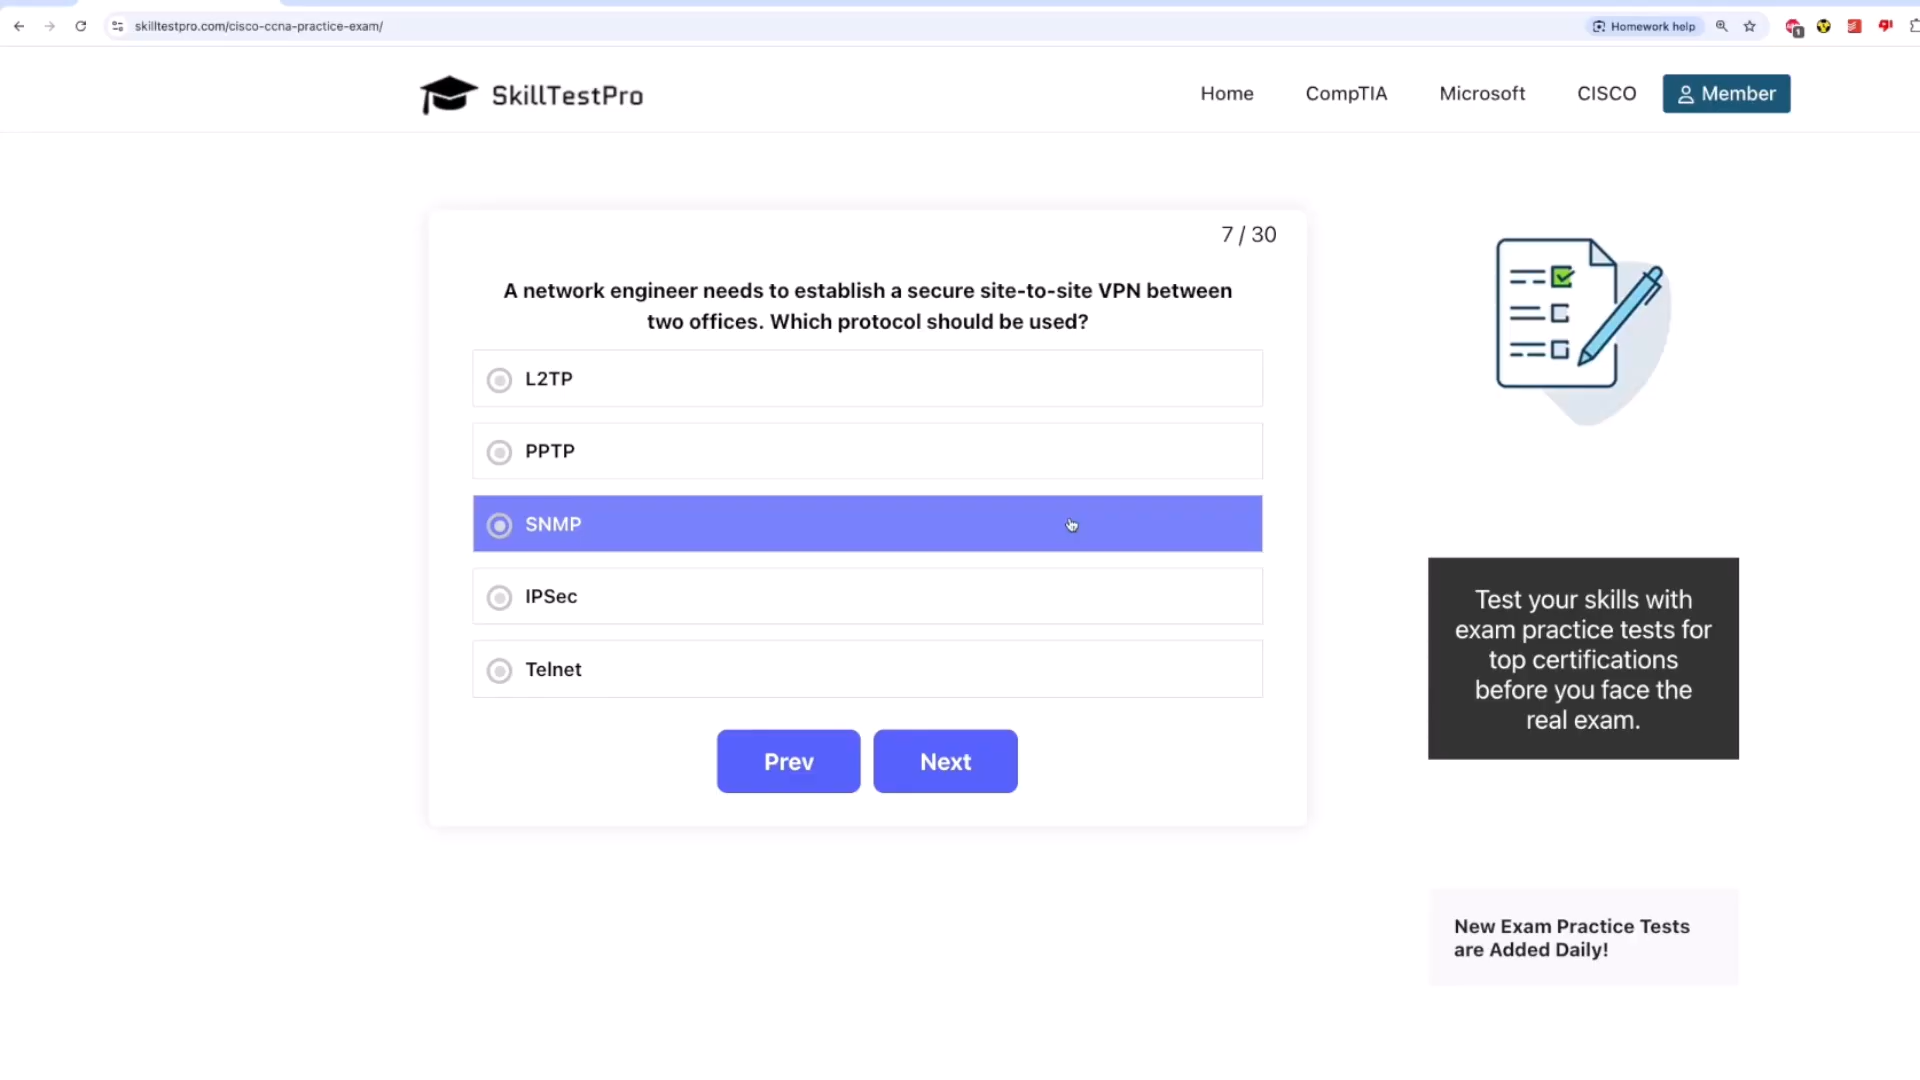 skilltestpro.com/cisco-ccna-practice-exam/
Homework help
1
SkillTestPro
Home
CompTIA
Microsoft
CISCO
Member
7 / 30
A network engineer needs to establish a secure site-to-site VPN between
two offices. Which protocol should be used?
L2TP
PPTP
SNMP
IPSec
Telnet
Prev
Next
Test your skills with
exam practice tests for
top certifications
before you face the
real exam.
New Exam Practice Tests
are Added Daily!